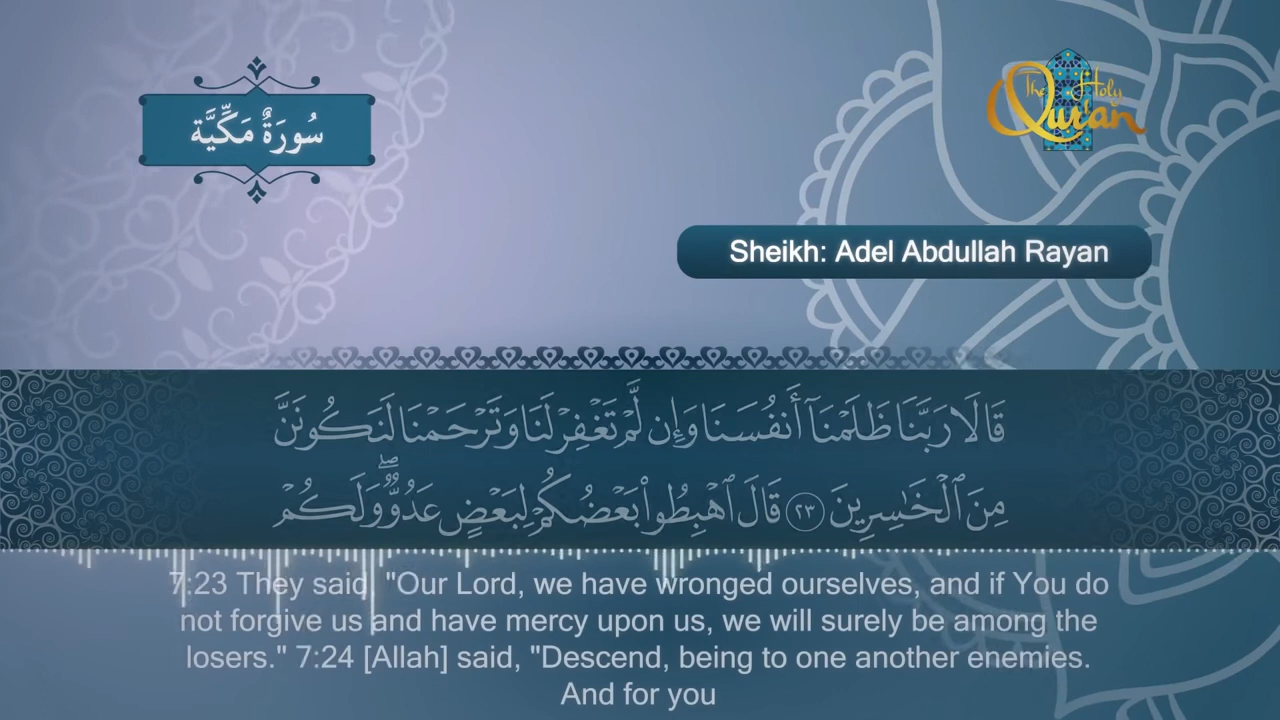 سُورَةٌ مَكِّيَّة
The Holy
Quran
Sheikh: Adel Abdullah Rayan
قَالَا رَبَّنَا ظَلَمْنَآ أَنفُسَنَا وَإِن لَّمْ تَغْفِرْ لَنَا وَتَرْحَمْنَا لَنَكُونَنَّ
مِنَ ٱلْخَٰسِرِينَ ٢٣ قَالَ ٱهْبِطُوا۟ بَعْضُكُمْ لِبَعْضٍ عَدُوٌّۖ وَلَكُمْ
7:23 They said, "Our Lord, we have wronged ourselves, and if You do
not forgive us and have mercy upon us, we will surely be among the
losers." 7:24 [Allah] said, "Descend, being to one another enemies.
And for you